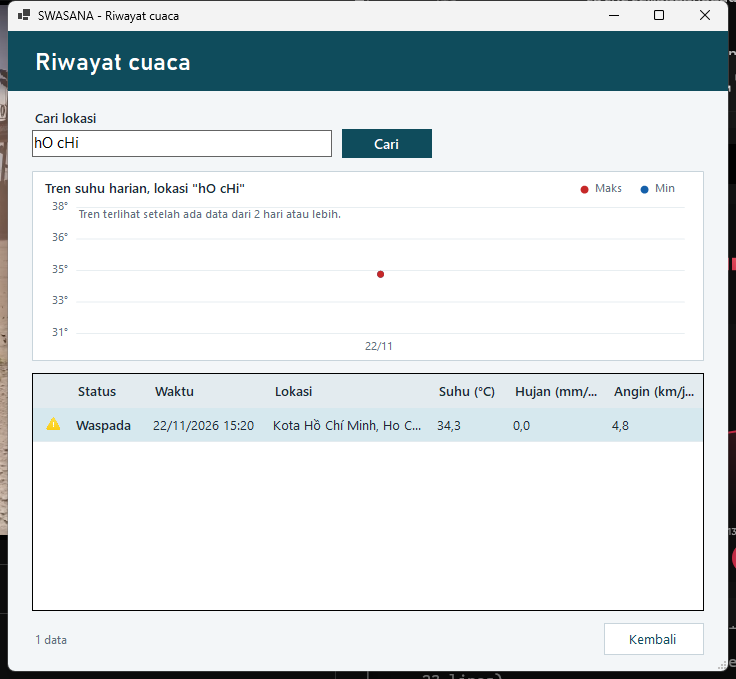 SWASANA - Riwayat cuaca
Riwayat cuaca
Cari lokasi
hO cHi
Cari
Tren suhu harian, lokasi "hO cHi"
Maks
Min
38°
Tren terlihat setelah ada data dari 2 hari atau lebih.
36°
35°
33°
31°
22/11
Status Waktu Lokasi Suhu (°C) Hujan (mm/... Angin (km/j...
Waspada 22/11/2026 15:20 Kota Hồ Chí Minh, Ho C... 34,3 0,0 4,8
1 data
Kembali